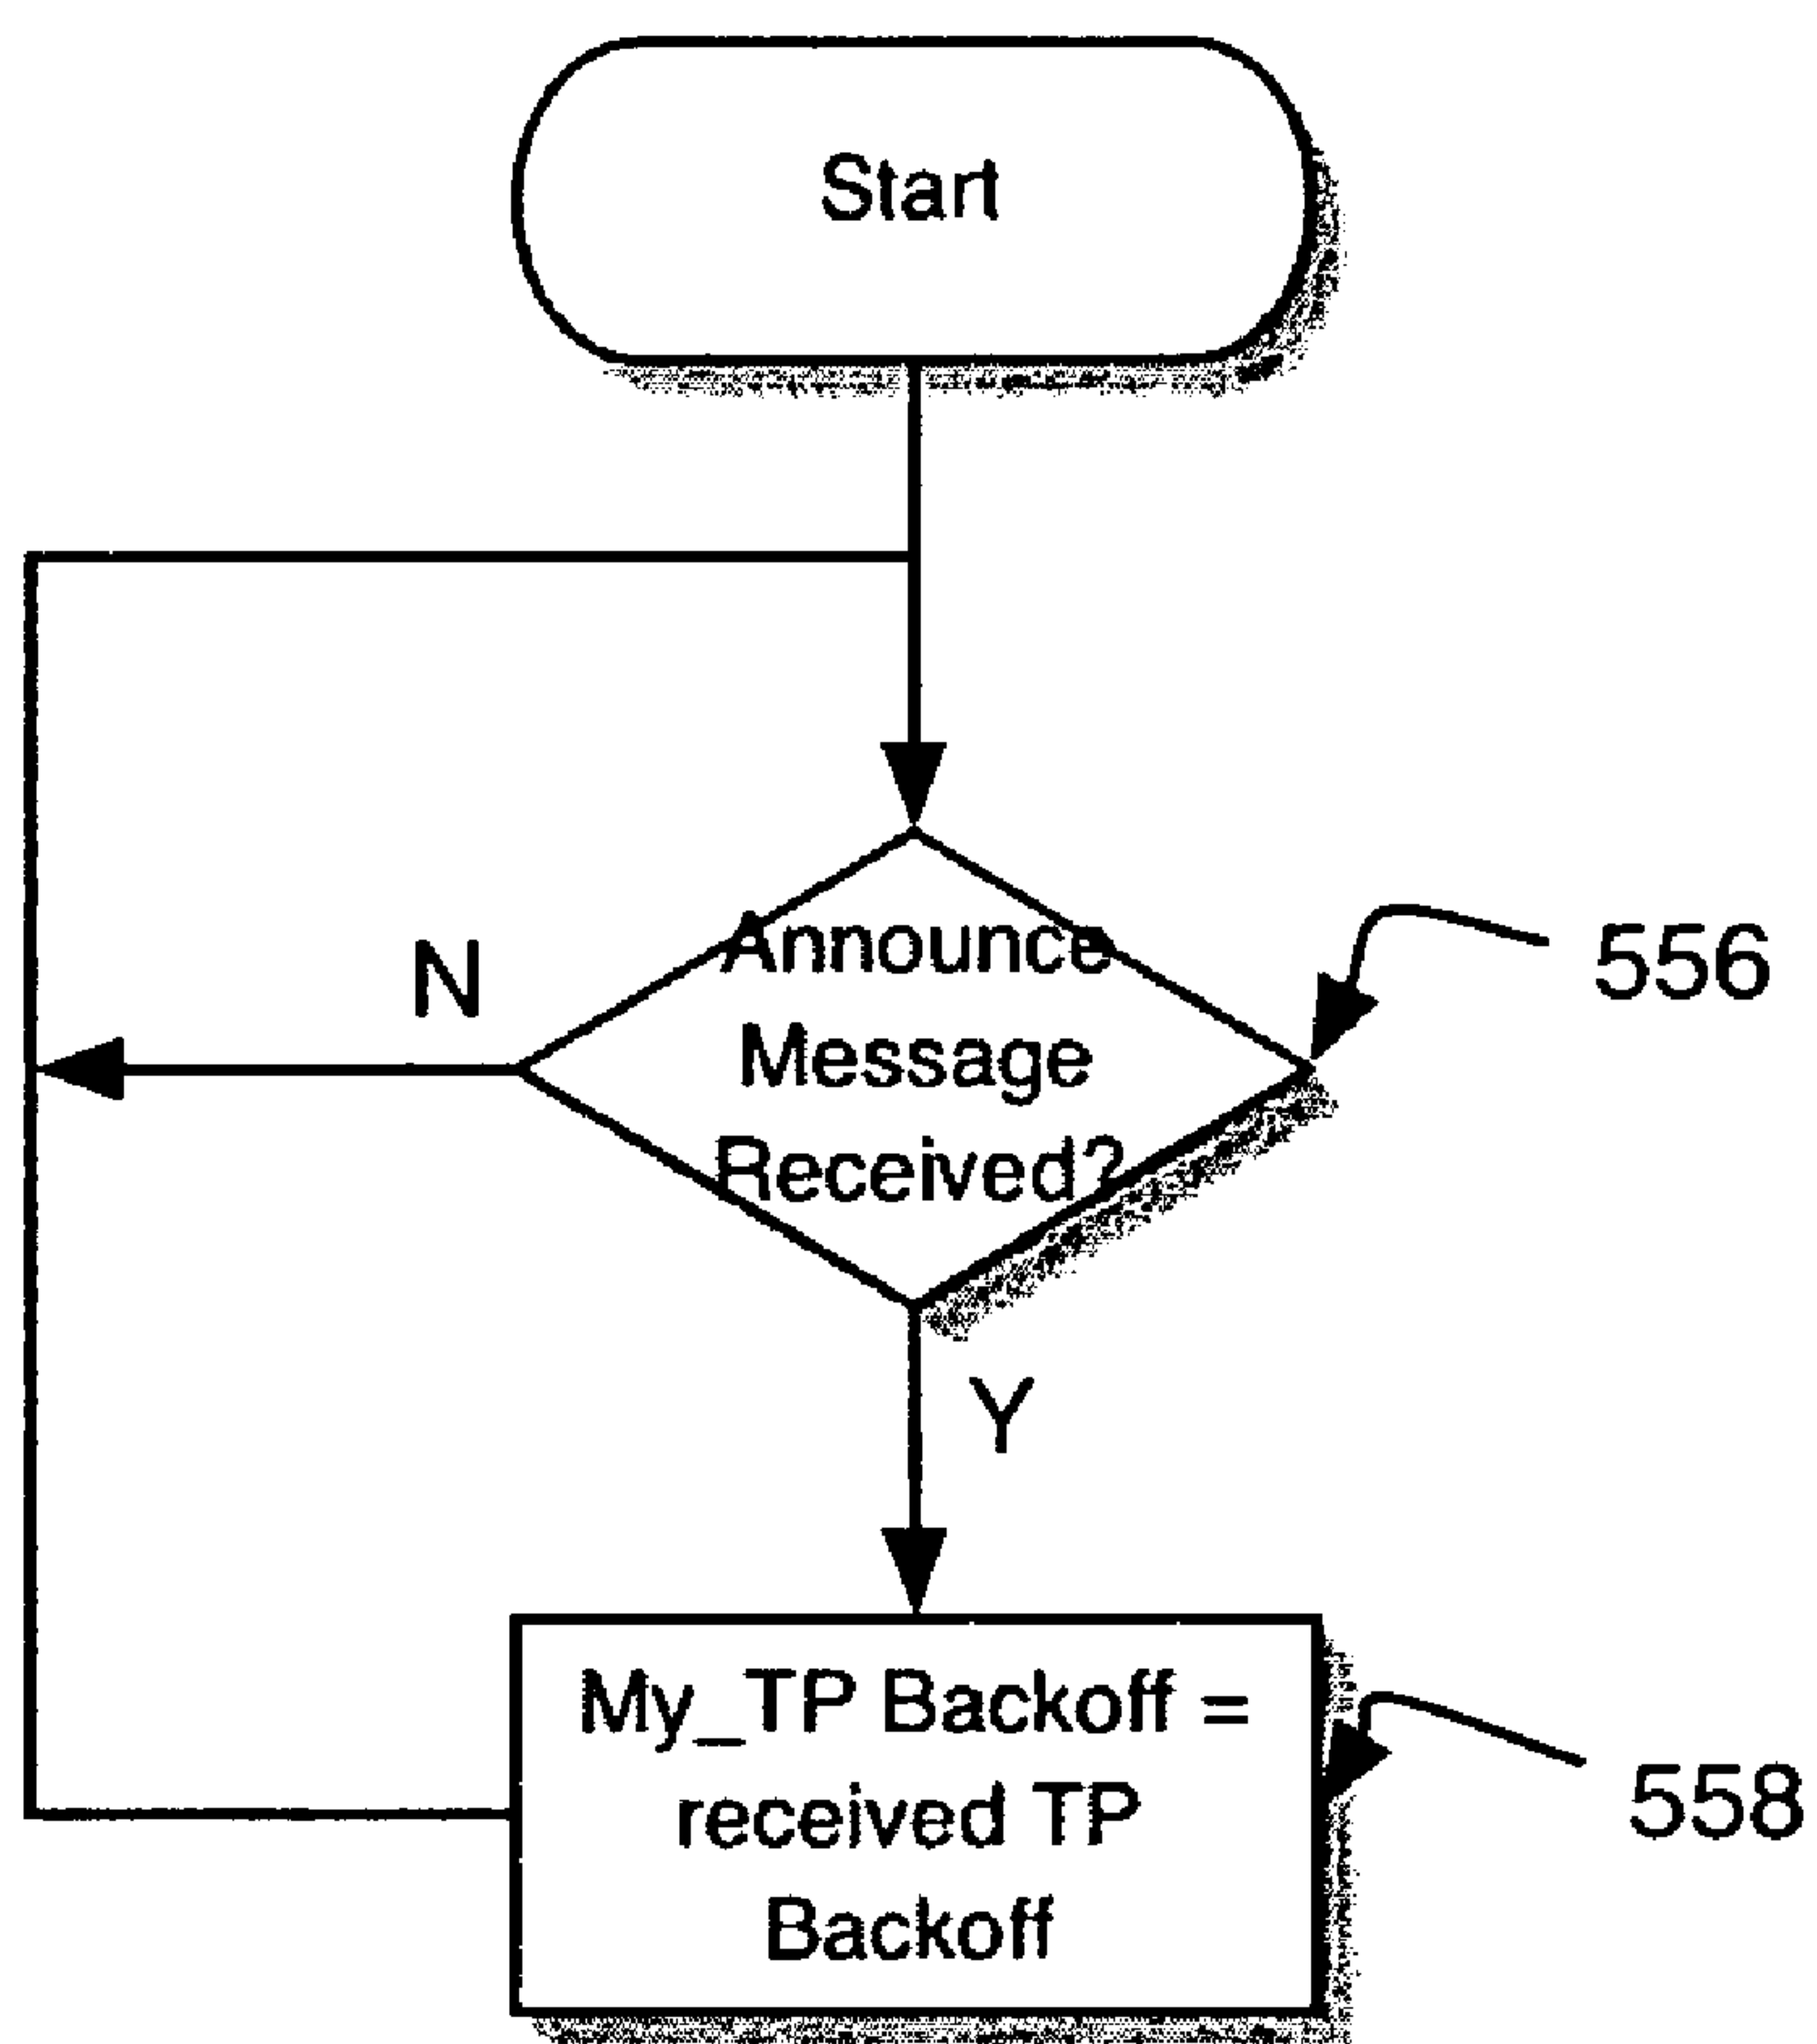 Start
N
Announce
Message
Received?
556
Y
My_TP Backoff =
received TP
Backoff
558